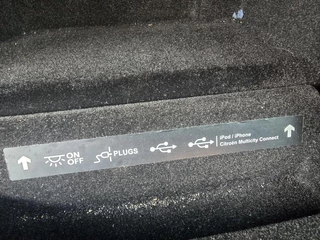 ON
OFF
PLUGS
iPod / iPhone
Citroën Multicity Connect